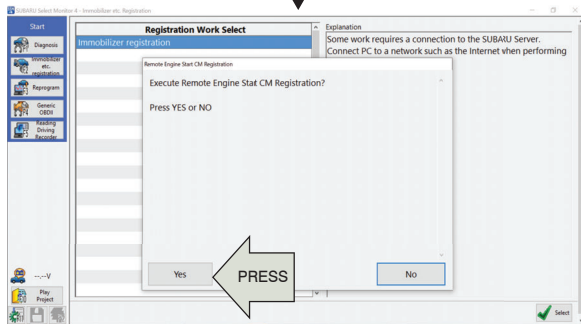 SUBARU Select Monitor 4 - Immobilizer etc. Registration
Start
Diagnosis
Immobilizer
etc.
registration
Reprogram
Generic
OBDII
Reading
Driving
Recorder
--.--V
Play
Project
Registration Work Select
Immobilizer registration
Explanation
Some work requires a connection to the SUBARU Server.
Connect PC to a network such as the Internet when performing
Remote Engine Start CM Registration
Execute Remote Engine Start CM Registration?
Press YES or NO
Yes
PRESS
No
Select